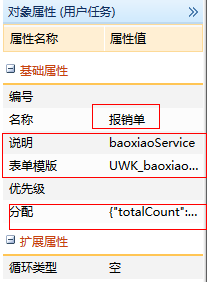 对象属性 (用户任务)
属性名称 属性值
基础属性
编号
名称 报销单
说明 baoxiaoService
表单模版 UWK_baoxiao...
优先级
分配 {"totalCount":...
扩展属性
循环类型 空